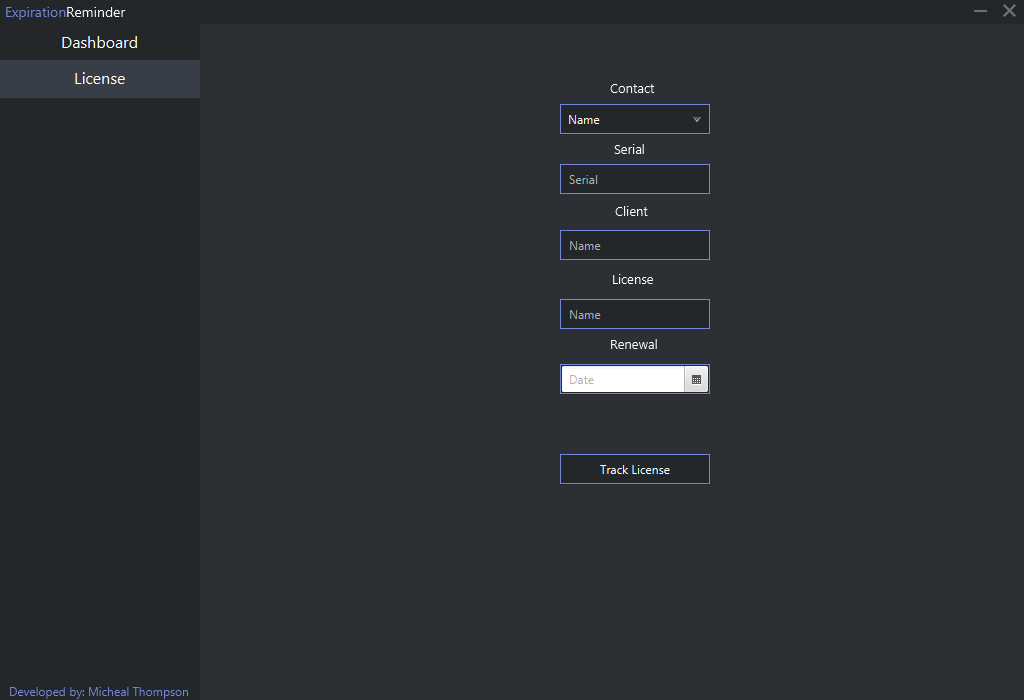 ExpirationReminder
Dashboard
License
Contact
Name
Serial
Serial
Client
Name
License
Name
Renewal
Date
Track License
Developed by: Micheal Thompson